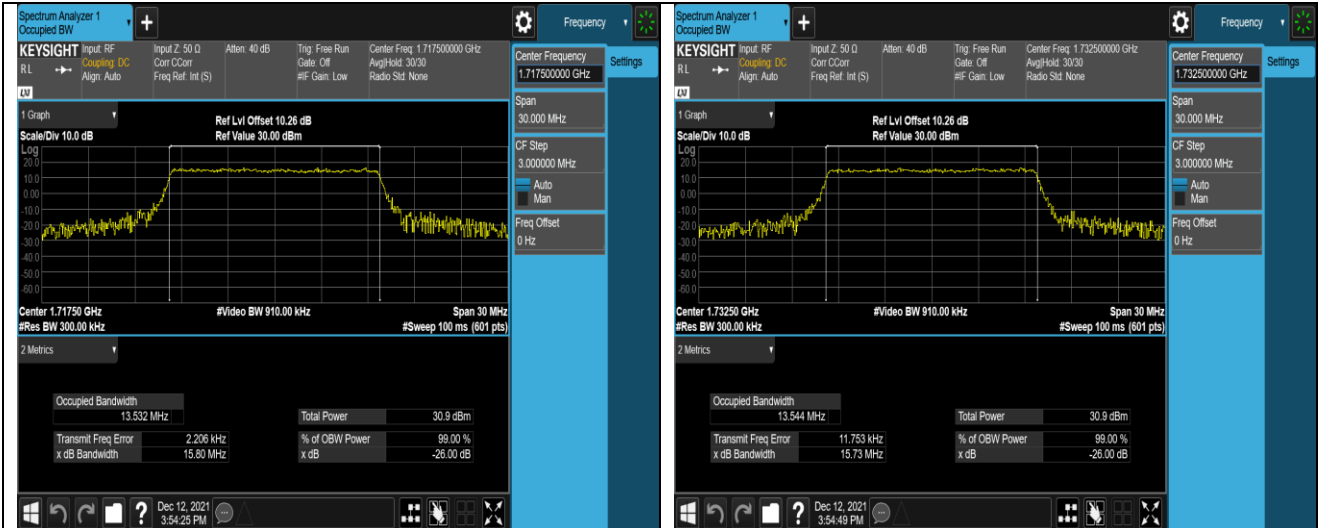 Spectrum Analyzer 1
Occupied BW
+
Frequency
KEYSIGHT
RL
LXI
Input: RF
Coupling: DC
Align: Auto
Input Z: 50 Ω
Corr CCorr
Freq Ref: Int (S)
Atten: 40 dB
Trig: Free Run
Gate: Off
#IF Gain: Low
Center Freq: 1.717500000 GHz
Avg|Hold: 30/30
Radio Std: None
Center Frequency
1.717500000 GHz
Settings
Span
30.000 MHz
CF Step
3.000000 MHz
Auto
Man
Freq Offset
0 Hz
1 Graph
Scale/Div 10.0 dB
Ref Lvl Offset 10.26 dB
Ref Value 30.00 dBm
Log
20.0
10.0
0.00
-10.0
-20.0
-30.0
-40.0
-50.0
-60.0
Center 1.71750 GHz
#Video BW 910.00 kHz
Span 30 MHz
#Res BW 300.00 kHz
#Sweep 100 ms (601 pts)
2 Metrics
Occupied Bandwidth
13.532 MHz
Total Power 30.9 dBm
Transmit Freq Error 2.206 kHz
% of OBW Power 99.00 %
x dB Bandwidth 15.80 MHz
x dB -26.00 dB
?
Dec 12, 2021
3:54:25 PM
Spectrum Analyzer 1
Occupied BW
+
Frequency
KEYSIGHT
RL
LXI
Input: RF
Coupling: DC
Align: Auto
Input Z: 50 Ω
Corr CCorr
Freq Ref: Int (S)
Atten: 40 dB
Trig: Free Run
Gate: Off
#IF Gain: Low
Center Freq: 1.732500000 GHz
Avg|Hold: 30/30
Radio Std: None
Center Frequency
1.732500000 GHz
Settings
Span
30.000 MHz
CF Step
3.000000 MHz
Auto
Man
Freq Offset
0 Hz
1 Graph
Scale/Div 10.0 dB
Ref Lvl Offset 10.26 dB
Ref Value 30.00 dBm
Log
20.0
10.0
0.00
-10.0
-20.0
-30.0
-40.0
-50.0
-60.0
Center 1.73250 GHz
#Video BW 910.00 kHz
Span 30 MHz
#Res BW 300.00 kHz
#Sweep 100 ms (601 pts)
2 Metrics
Occupied Bandwidth
13.544 MHz
Total Power 30.9 dBm
Transmit Freq Error 11.753 kHz
% of OBW Power 99.00 %
x dB Bandwidth 15.73 MHz
x dB -26.00 dB
?
Dec 12, 2021
3:54:49 PM